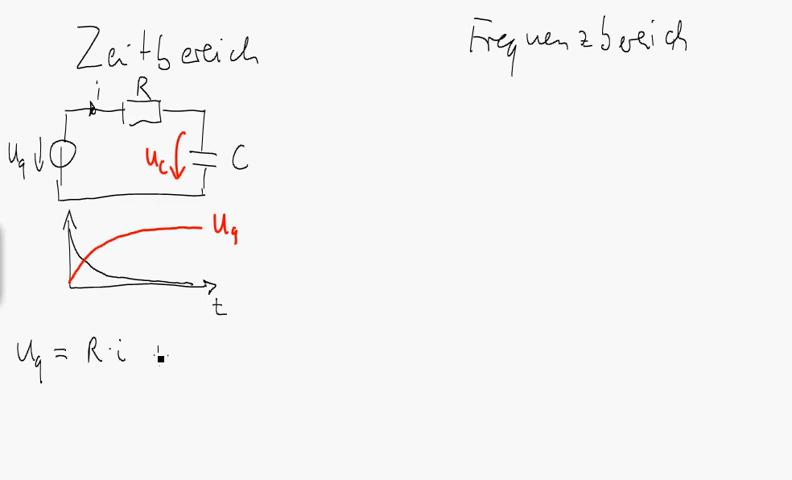 Zeitbereich
Frequenzbereich
i
R
uq
uc
C
uq
t
uq = R·i +